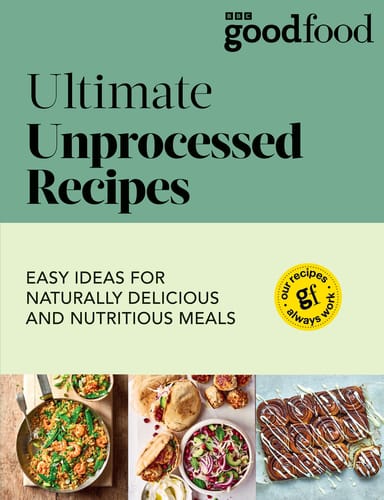 BBC
goodfood
Ultimate
Unprocessed
Recipes
EASY IDEAS FOR
NATURALLY DELICIOUS
AND NUTRITIOUS MEALS
our recipes
gf
always work